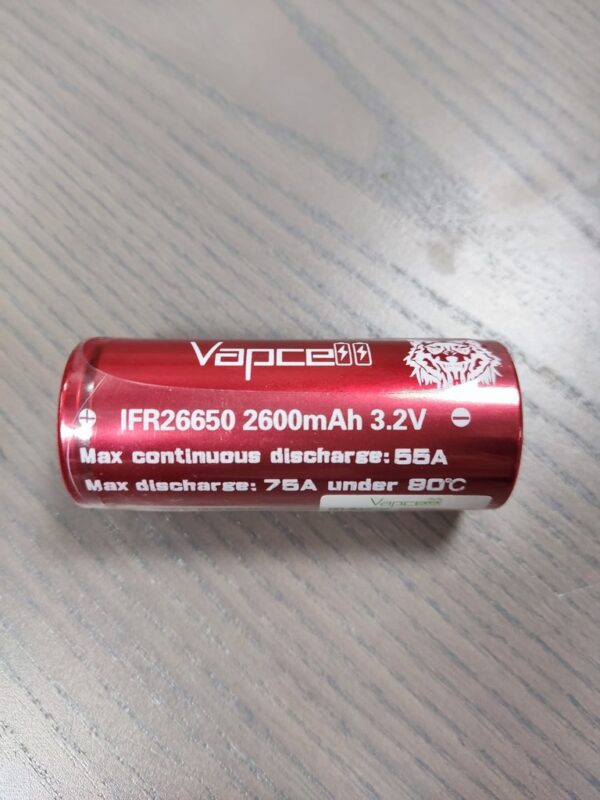 Vapcell
IFR26650 2600mAh 3.2V
Max continuous discharge: 55A
Max discharge: 75A under 80℃
Vapcell